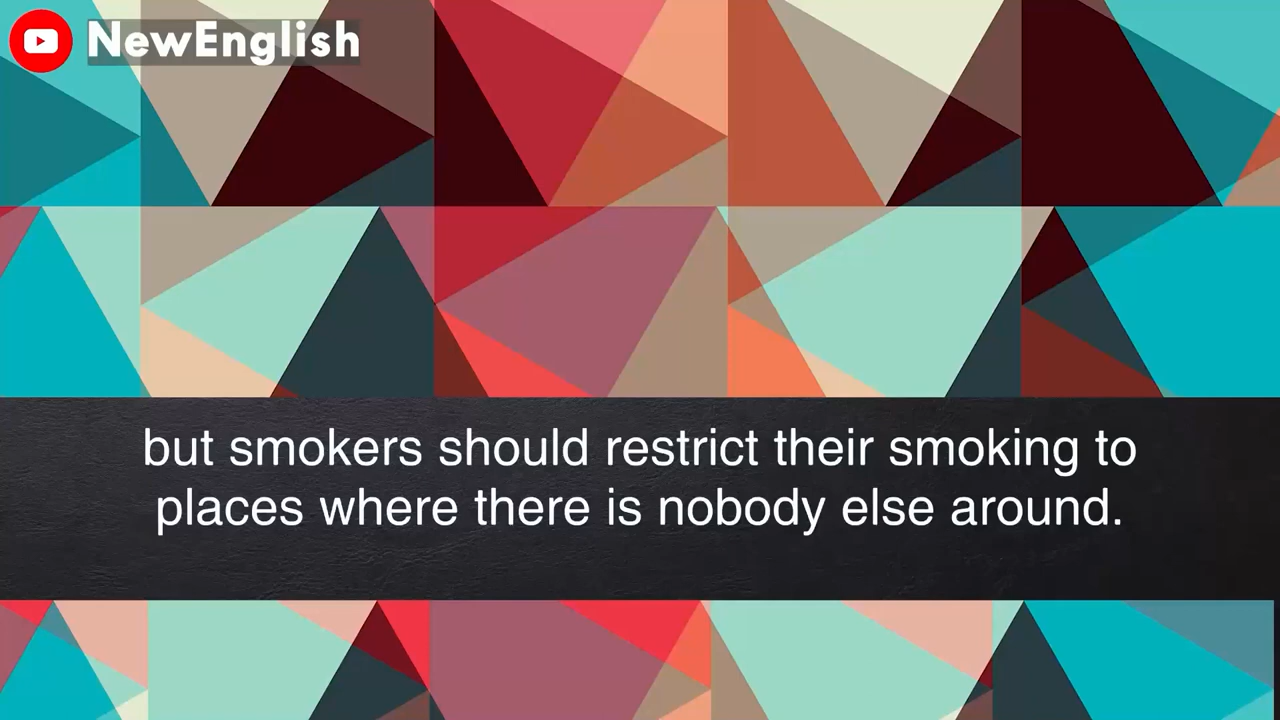 NewEnglish
but smokers should restrict their smoking to
places where there is nobody else around.